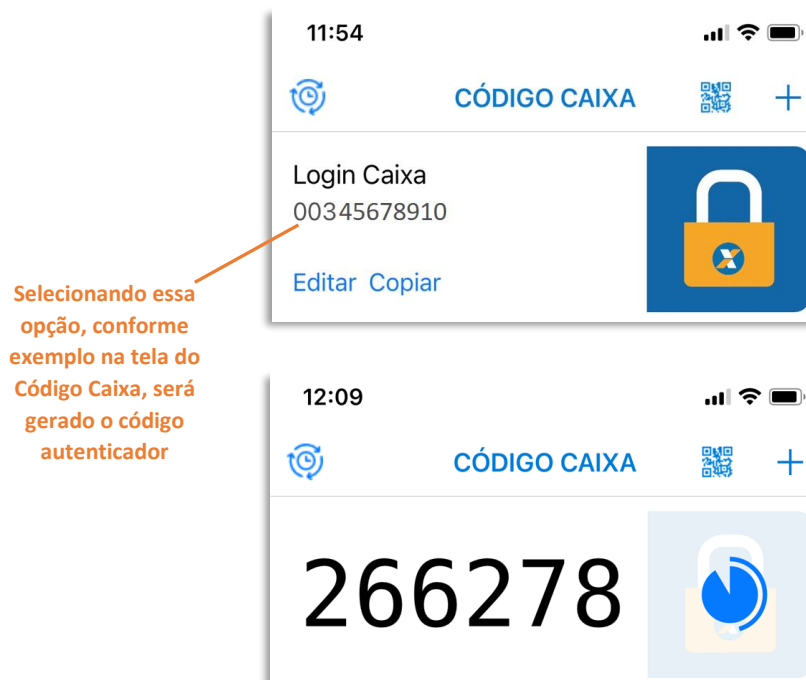 11:54
CÓDIGO CAIXA
Login Caixa
00345678910
Editar Copiar
Selecionando essa
opção, conforme
exemplo na tela do
Código Caixa, será
gerado o código
autenticador
12:09
CÓDIGO CAIXA
266278